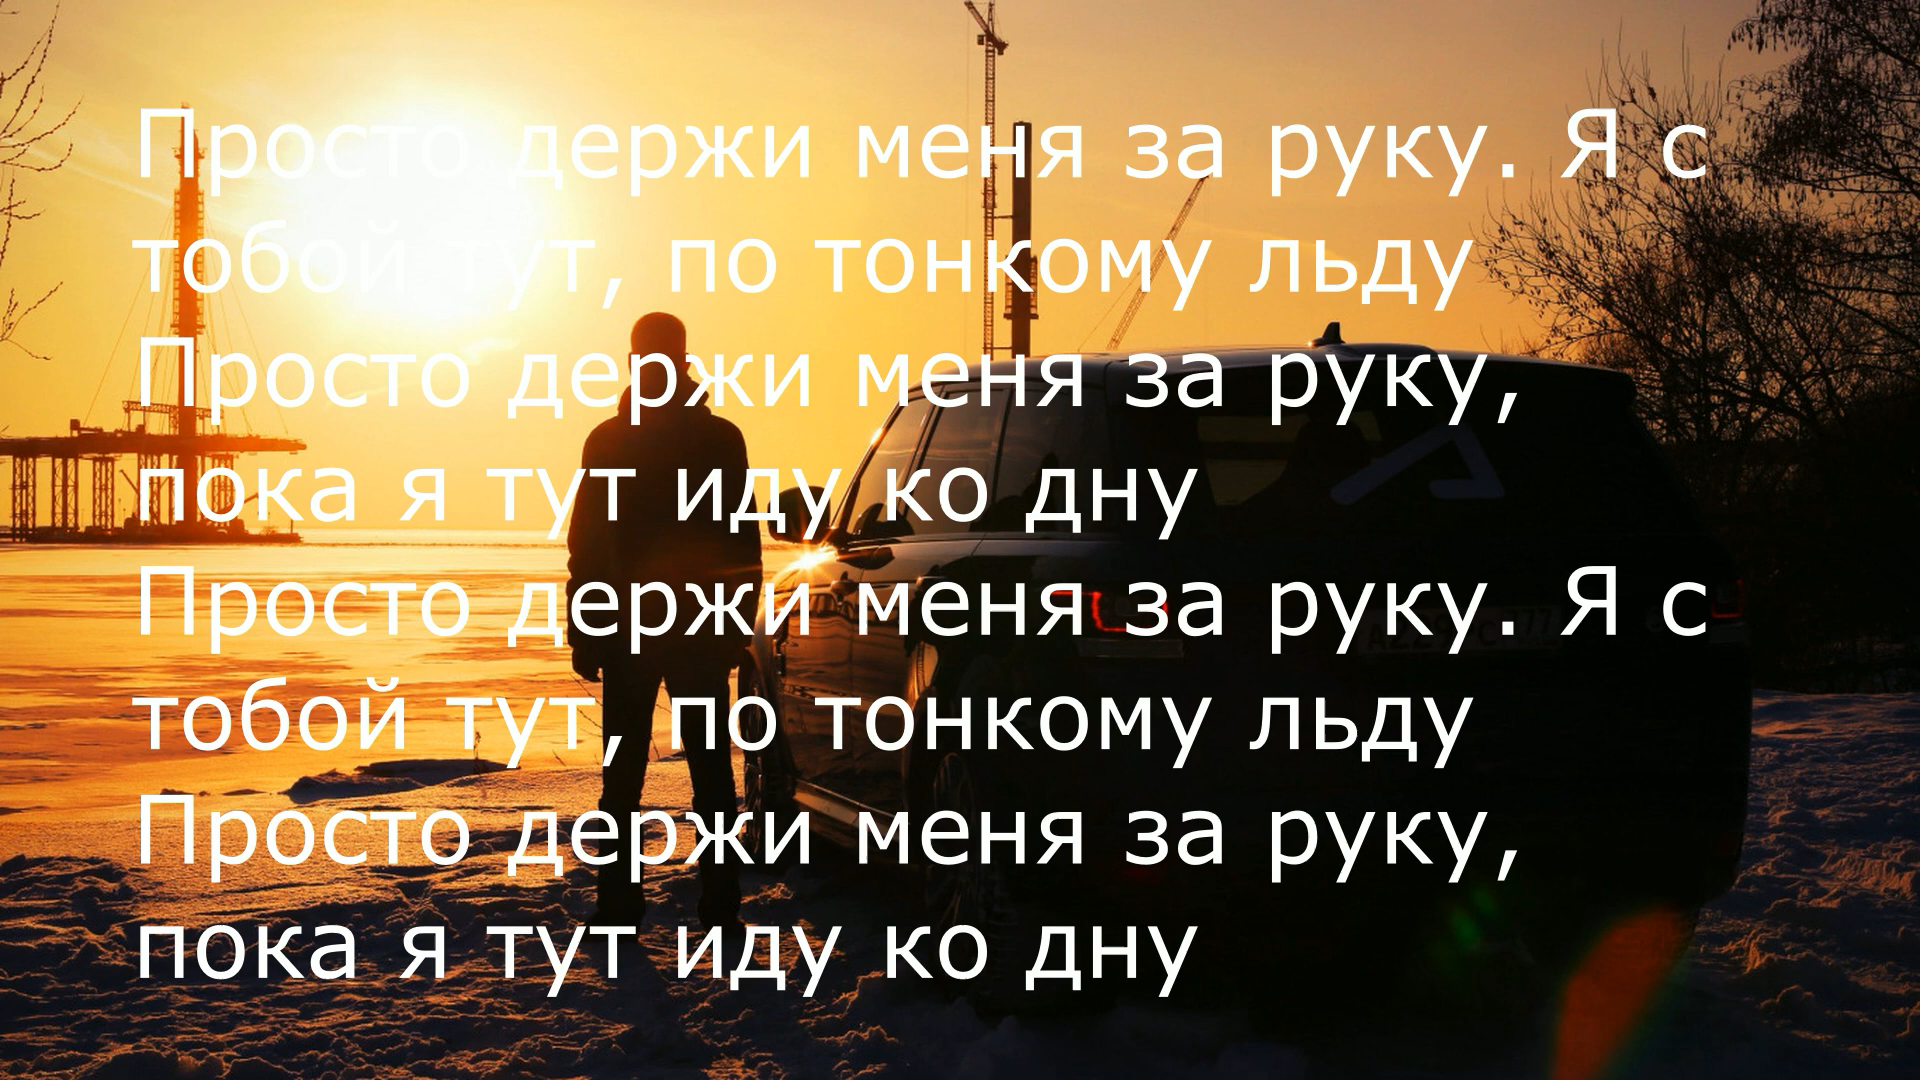 Просто держи меня за руку. Я с
тобой тут, по тонкому льду
Просто держи меня за руку,
пока я тут иду ко дну
Просто держи меня за руку. Я с
тобой тут, по тонкому льду
Просто держи меня за руку,
пока я тут иду ко дну